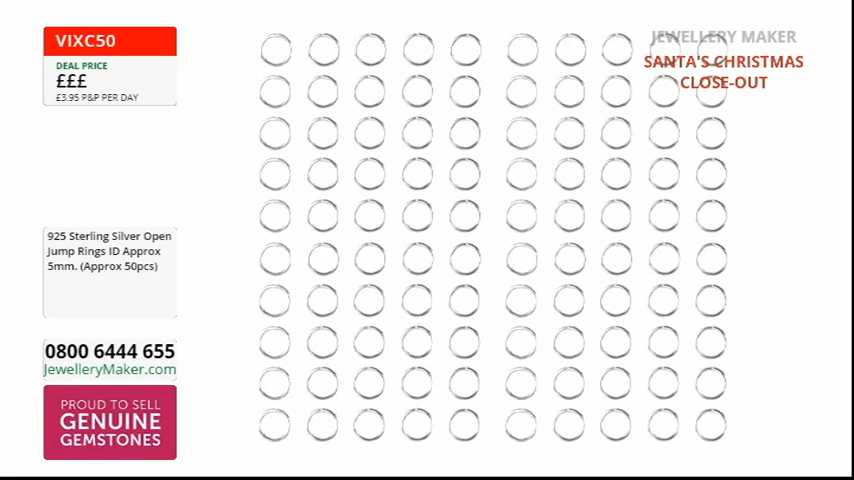 VIXC50
DEAL PRICE
£££
£3.95 P&P PER DAY
925 Sterling Silver Open
Jump Rings ID Approx
5mm. (Approx 50pcs)
0800 6444 655
JewelleryMaker.com
PROUD TO SELL
GENUINE
GEMSTONES
JEWELLERY MAKER
SANTA'S CHRISTMAS
CLOSE-OUT